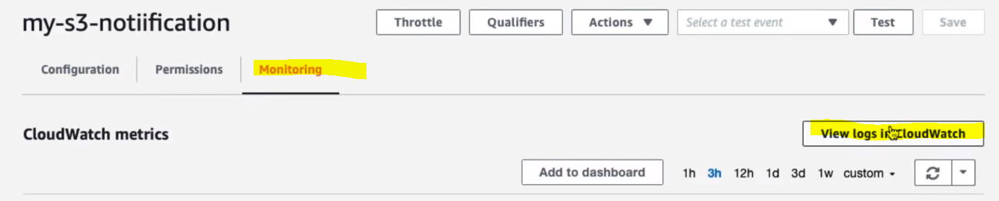 my-s3-notiification
Throttle Qualifiers Actions Select a test event Test Save
Configuration Permissions Monitoring
CloudWatch metrics View logs in CloudWatch
Add to dashboard 1h 3h 12h 1d 3d 1w custom